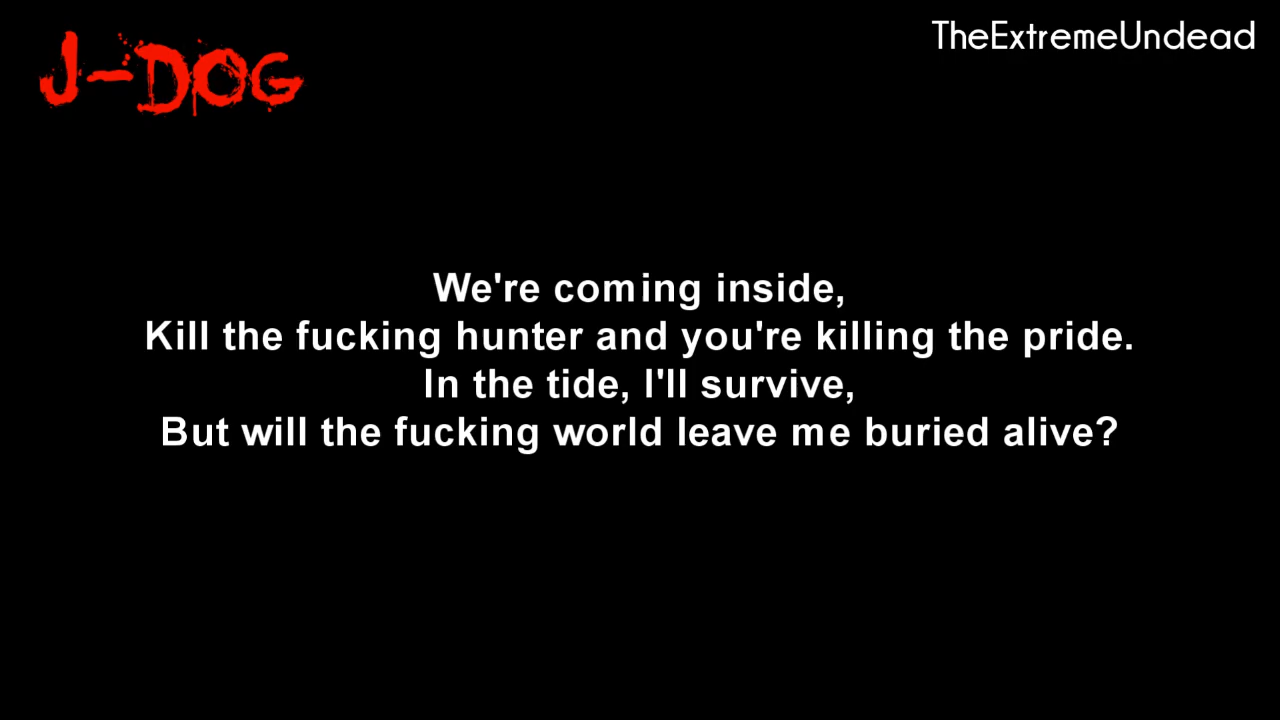 J-DOG
TheExtremeUndead
We're coming inside,
Kill the fucking hunter and you're killing the pride.
In the tide, I'll survive,
But will the fucking world leave me buried alive?